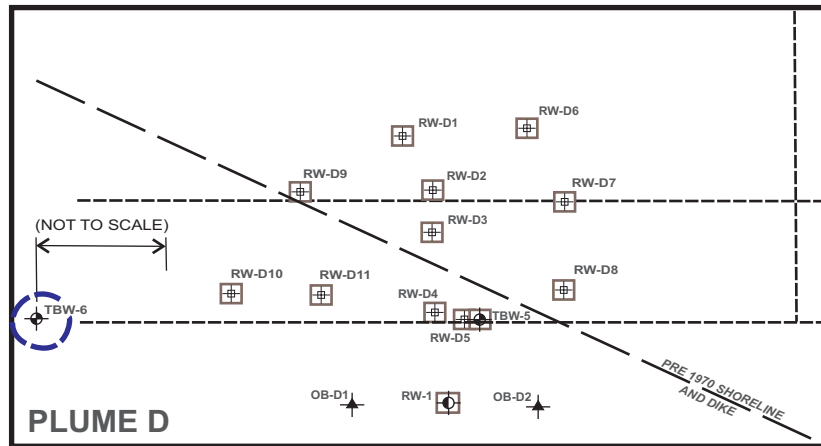 RW-D1
RW-D6
RW-D9
RW-D2
RW-D7
(NOT TO SCALE)
RW-D3
RW-D10
RW-D11
RW-D8
RW-D4
TBW-6
TBW-5
RW-D5
PRE 1970 SHORELINE
AND DIKE
OB-D1
RW-1
OB-D2
PLUME D